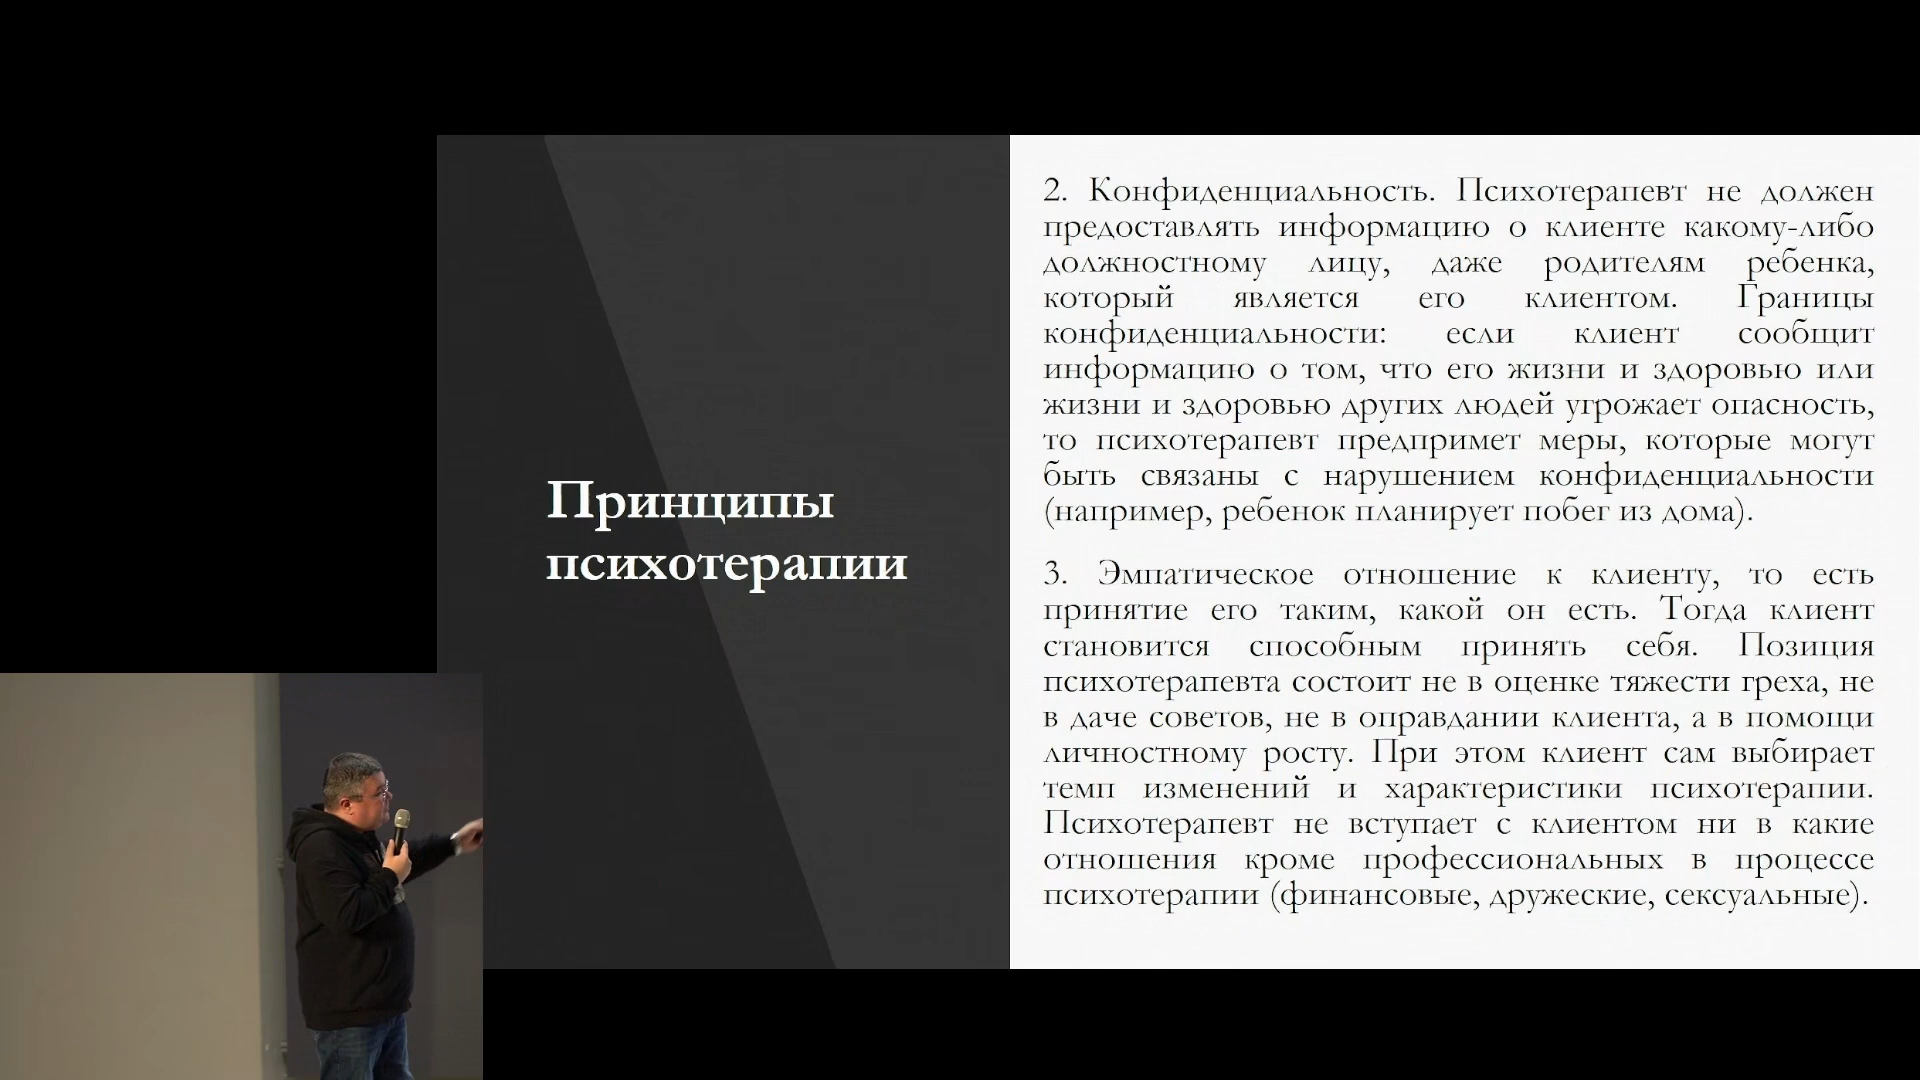 Принципы
психотерапии
2. Конфиденциальность. Психотерапевт не должен
предоставлять информацию о клиенте какому-либо
должностному лицу, даже родителям ребенка,
который является его клиентом. Границы
конфиденциальности: если клиент сообщит
информацию о том, что его жизни и здоровью или
жизни и здоровью других людей угрожает опасность,
то психотерапевт предпримет меры, которые могут
быть связаны с нарушением конфиденциальности
(например, ребенок планирует побег из дома).
3. Эмпатическое отношение к клиенту, то есть
принятие его таким, какой он есть. Тогда клиент
становится способным принять себя. Позиция
психотерапевта состоит не в оценке тяжести греха, не
в даче советов, не в оправдании клиента, а в помощи
личностному росту. При этом клиент сам выбирает
темп изменений и характеристики психотерапии.
Психотерапевт не вступает с клиентом ни в какие
отношения кроме профессиональных в процессе
психотерапии (финансовые, дружеские, сексуальные).